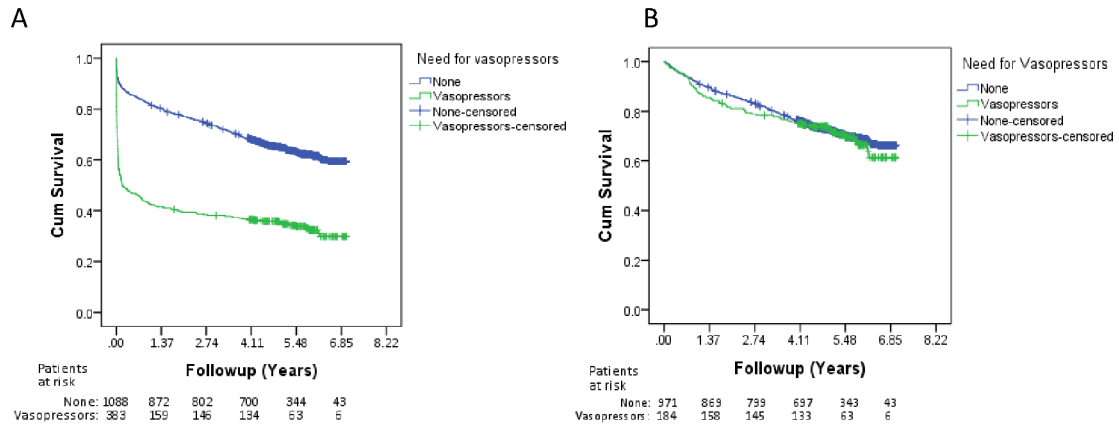 A
Need for vasopressors
None
Vasopressors
None-censored
Vasopressors-censored
Cum Survival
1.0
0.8
0.6
0.4
0.2
0.0
.00 1.37 2.74 4.11 5.48 6.85 8.22
Followup (Years)
Patients
at risk
None: 1088 872 802 700 344 43
Vasopressors: 383 159 146 134 63 6
B
Need for Vasopressors
None
Vasopressors
None-censored
Vasopressors-censored
Cum Survival
1.0
0.8
0.6
0.4
0.2
0.0
.00 1.37 2.74 4.11 5.48 6.85 8.22
Followup (Years)
Patients
at risk
None: 971 869 799 697 343 43
Vasopressors: 184 158 145 133 63 6